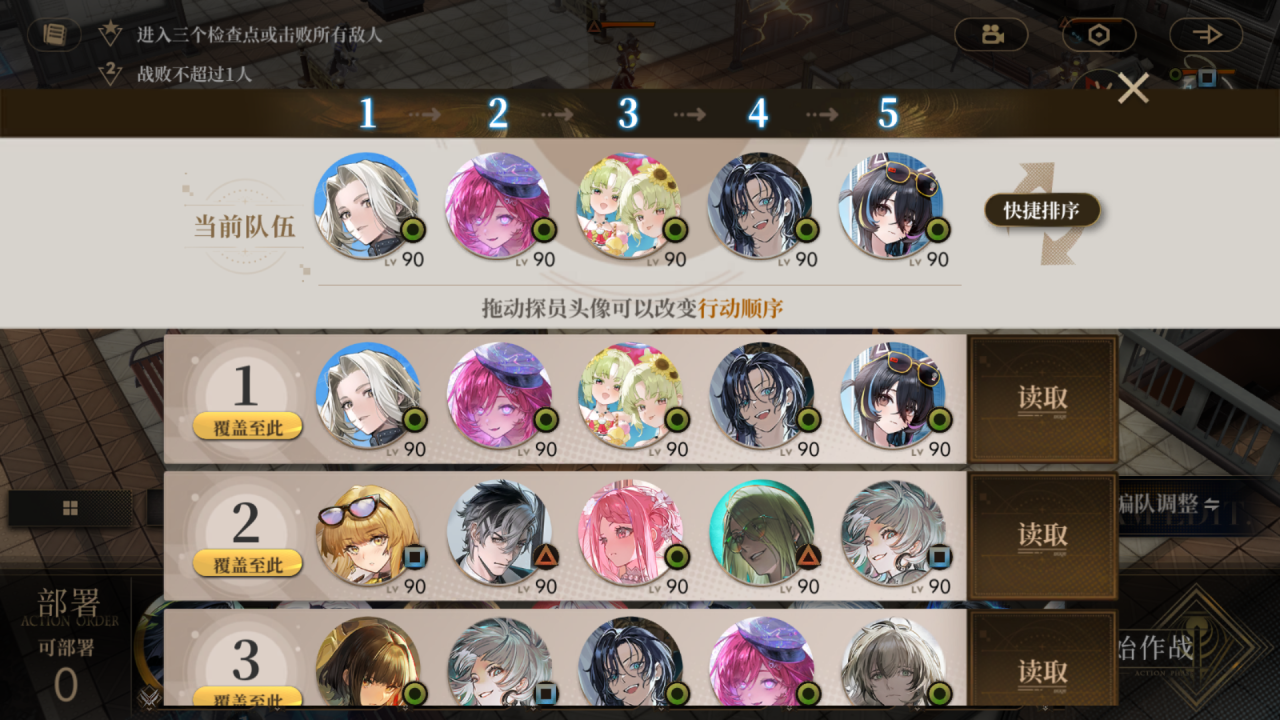 进入三个检查点或击败所有敌人
2
战败不超过1人
1 2 3 4 5
当前队伍
LV 90 LV 90 LV 90 LV 90 LV 90
快捷排序
拖动探员头像可以改变行动顺序
1
覆盖至此
LV 90 LV 90 LV 90 LV 90 LV 90
读取
2
覆盖至此
LV 90 LV 90 LV 90 LV 90 LV 90
读取
编队调整
3
覆盖至此
读取
部署
ACTION ORDER
可部署
0
始作战